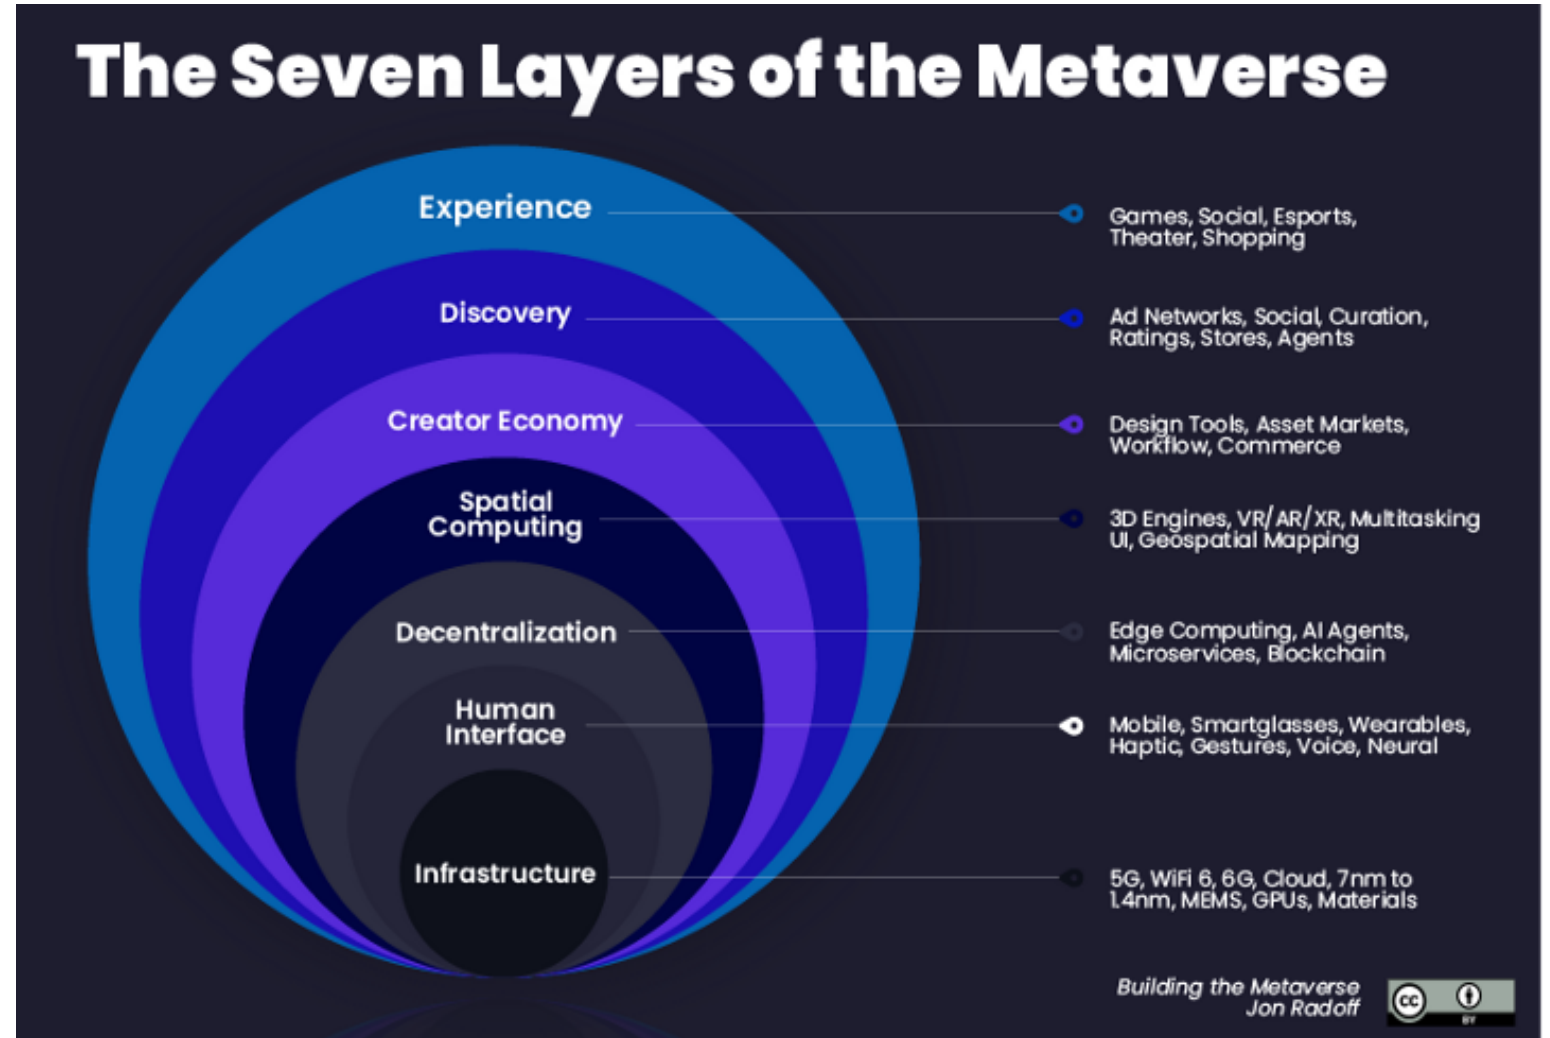 The Seven Layers of the Metaverse
Experience
Games, Social, Esports,
Theater, Shopping
Discovery
Ad Networks, Social, Curation,
Ratings, Stores, Agents
Creator Economy
Design Tools, Asset Markets,
Workflow, Commerce
Spatial
Computing
3D Engines, VR/AR/XR, Multitasking
UI, Geospatial Mapping
Decentralization
Edge Computing, AI Agents,
Microservices, Blockchain
Human
Interface
Mobile, Smartglasses, Wearables,
Haptic, Gestures, Voice, Neural
Infrastructure
5G, WiFi 6, 6G, Cloud, 7nm to
1.4nm, MEMS, GPUs, Materials
Building the Metaverse
Jon Radoff
cc
BY